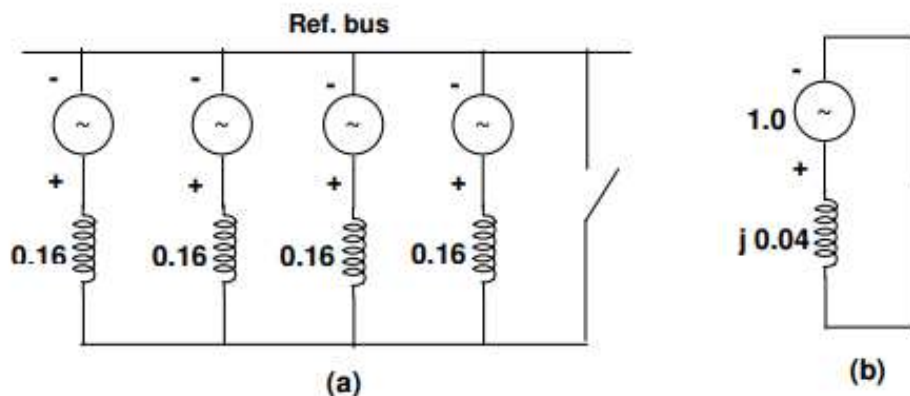 Ref. bus
- - - - -
~ ~ ~ ~ 1.0 ~
+ + + + +
0.16 0.16 0.16 0.16 j 0.04
(a) (b)